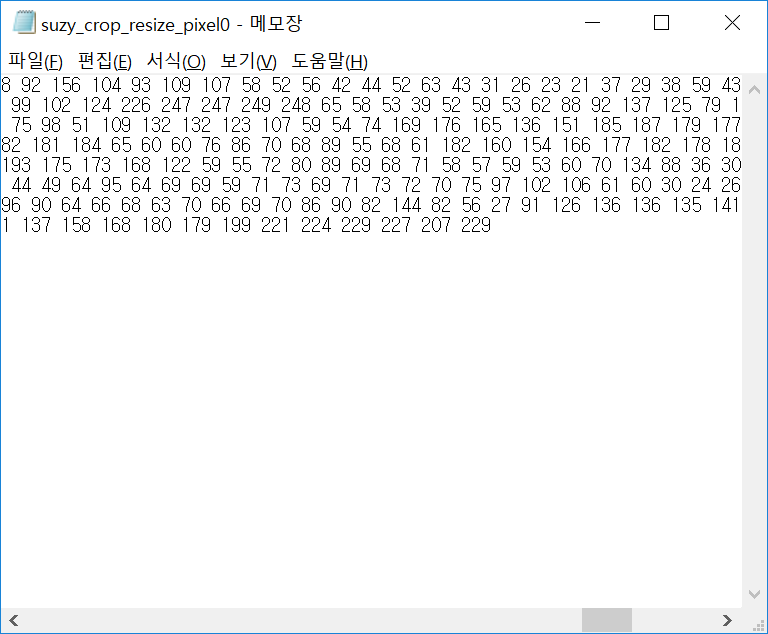 suzy_crop_resize_pixel0 - 메모장
파일(F) 편집(E) 서식(O) 보기(V) 도움말(H)
8 92 156 104 93 109 107 58 52 56 42 44 52 63 43 31 26 23 21 37 29 38 59 43
99 102 124 226 247 247 249 248 65 58 53 39 52 59 53 62 88 92 137 125 79 1
75 98 51 109 132 132 123 107 59 54 74 169 176 165 136 151 185 187 179 177
82 181 184 65 60 60 76 86 70 68 89 55 68 61 182 160 154 166 177 182 178 18
193 175 173 168 122 59 55 72 80 89 69 68 71 58 57 59 53 60 70 134 88 36 30
44 49 64 95 64 69 69 59 71 73 69 71 73 72 70 75 97 102 106 61 60 30 24 26
96 90 64 66 68 63 70 66 69 70 86 90 82 144 82 56 27 91 126 136 136 135 141
1 137 158 168 180 179 199 221 224 229 227 207 229